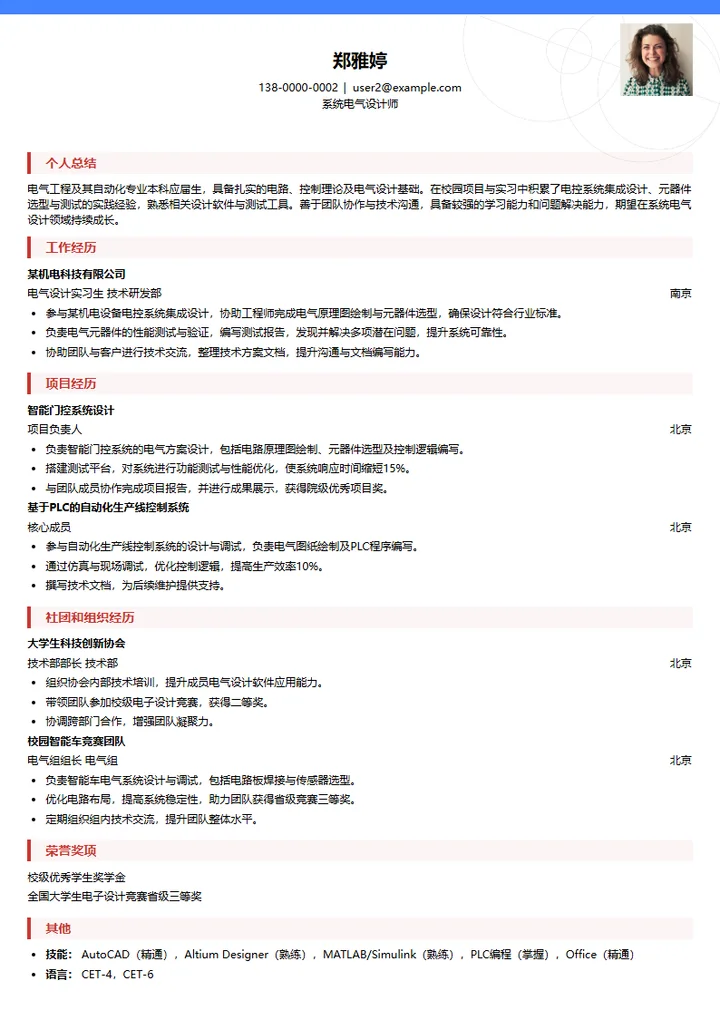 郑雅婷
138-0000-0002 | user2@example.com
系统电气设计师
个人总结
电气工程及其自动化专业本科应届生，具备扎实的电路、控制理论及电气设计基础。在校园项目与实习中积累了电控系统集成设计、元器件
选型与测试的实践经验，熟悉相关设计软件与测试工具。善于团队协作与技术沟通，具备较强的学习能力和问题解决能力，期望在系统电气
设计领域持续成长。
工作经历
某机电科技有限公司
电气设计实习生 技术研发部 南京
• 参与某机电设备电控系统集成设计，协助工程师完成电气原理图绘制与元器件选型，确保设计符合行业标准。
• 负责电气元器件的性能测试与验证，编写测试报告，发现并解决多项潜在问题，提升系统可靠性。
• 协助团队与客户进行技术交流，整理技术方案文档，提升沟通与文档编写能力。
项目经历
智能门控系统设计
项目负责人 北京
• 负责智能门控系统的电气方案设计，包括电路原理图绘制、元器件选型及控制逻辑编写。
• 搭建测试平台，对系统进行功能测试与性能优化，使系统响应时间缩短15%。
• 与团队成员协作完成项目报告，并进行成果展示，获得院级优秀项目奖。
基于PLC的自动化生产线控制系统
核心成员 北京
• 参与自动化生产线控制系统的设计与调试，负责电气图纸绘制及PLC程序编写。
• 通过仿真与现场调试，优化控制逻辑，提高生产效率10%。
• 撰写技术文档，为后续维护提供支持。
社团和组织经历
大学生科技创新协会
技术部部长 技术部 北京
• 组织协会内部技术培训，提升成员电气设计软件应用能力。
• 带领团队参加校级电子设计竞赛，获得二等奖。
• 协调跨部门合作，增强团队凝聚力。
校园智能车竞赛团队
电气组组长 电气组 北京
• 负责智能车电气系统设计与调试，包括电路板焊接与传感器选型。
• 优化电路布局，提高系统稳定性，助力团队获得省级竞赛三等奖。
• 定期组织组内技术交流，提升团队整体水平。
荣誉奖项
校级优秀学生奖学金
全国大学生电子设计竞赛省级三等奖
其他
• 技能： AutoCAD（精通）, Altium Designer（熟练）, MATLAB/Simulink（熟练）, PLC编程（掌握）, Office（精通）
• 语言： CET-4，CET-6